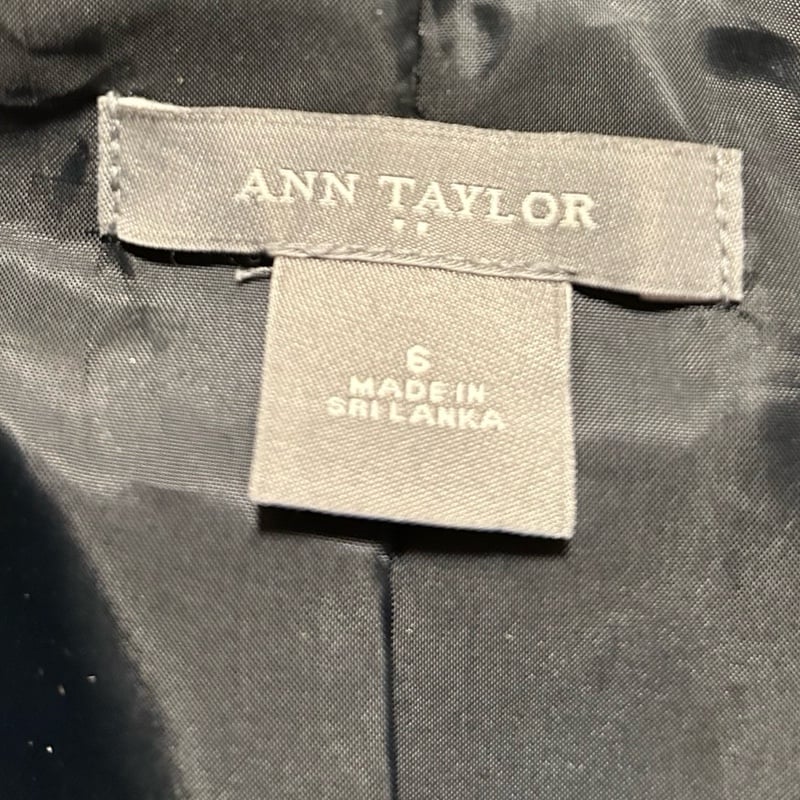 ANN TAYLOR
6
MADE IN
SRI LANKA